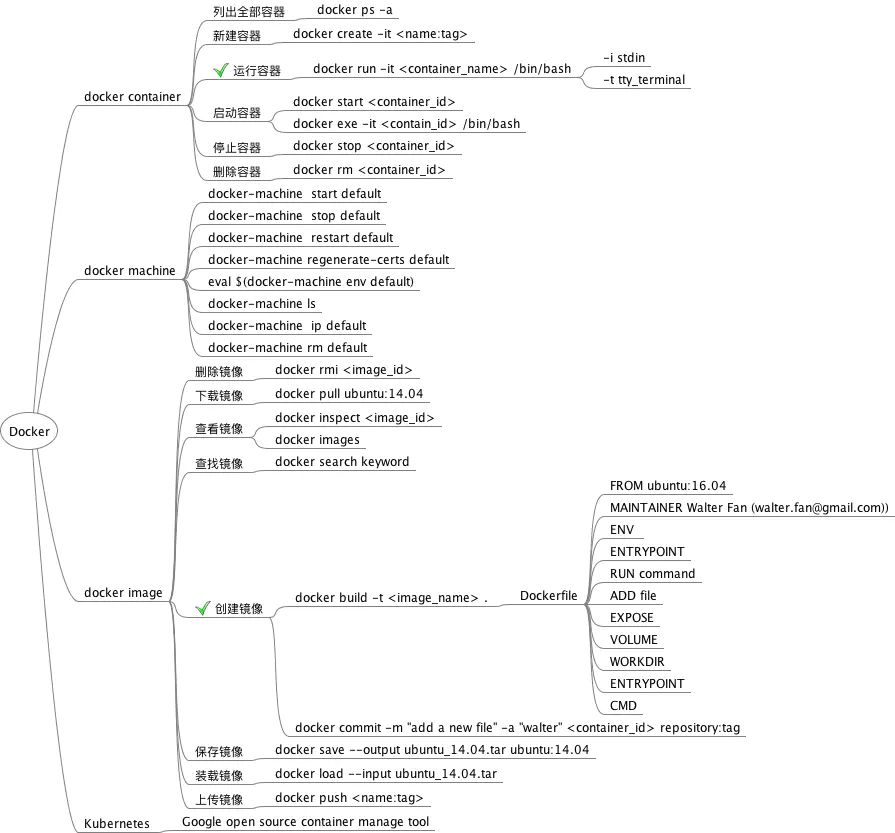 Docker
docker container
列出全部容器
docker ps -a
新建容器
docker create -it <name:tag>
运行容器
docker run -it <container_name> /bin/bash
-i stdin
-t tty_terminal
启动容器
docker start <container_id>
docker exe -it <contain_id> /bin/bash
停止容器
docker stop <container_id>
删除容器
docker rm <container_id>
docker machine
docker-machine  start default
docker-machine  stop default
docker-machine  restart default
docker-machine regenerate-certs default
eval $(docker-machine env default)
docker-machine ls
docker-machine  ip default
docker-machine rm default
docker image
删除镜像
docker rmi <image_id>
下载镜像
docker pull ubuntu:14.04
查看镜像
docker inspect <image_id>
docker images
查找镜像
docker search keyword
创建镜像
docker build -t <image_name> .
Dockerfile
FROM ubuntu:16.04
MAINTAINER Walter Fan (walter.fan@gmail.com))
ENV
ENTRYPOINT
RUN command
ADD file
EXPOSE
VOLUME
WORKDIR
ENTRYPOINT
CMD
docker commit -m "add a new file" -a "walter" <container_id> repository:tag
保存镜像
docker save --output ubuntu_14.04.tar ubuntu:14.04
装载镜像
docker load --input ubuntu_14.04.tar
上传镜像
docker push <name:tag>
Kubernetes
Google open source container manage tool